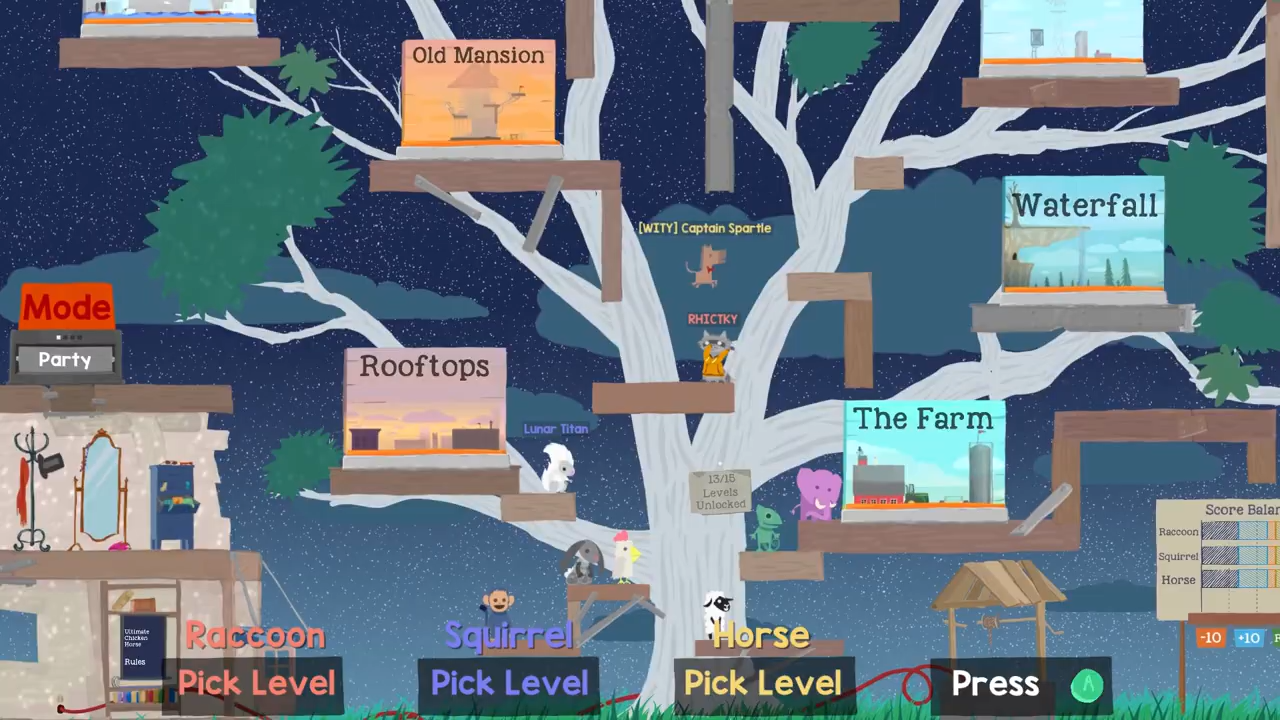 Old Mansion
Waterfall
[WITY] Captain Spartle
Mode
RHICTKY
Party
Rooftops
The Farm
Lunar Titan
13/15
Levels
Unlocked
Score Balan
Raccoon
Squirrel
Horse
Ultimate
Chicken
Horse
Rules
-10
+10
R
Raccoon
Squirrel
Horse
Pick Level
Pick Level
Pick Level
Press A